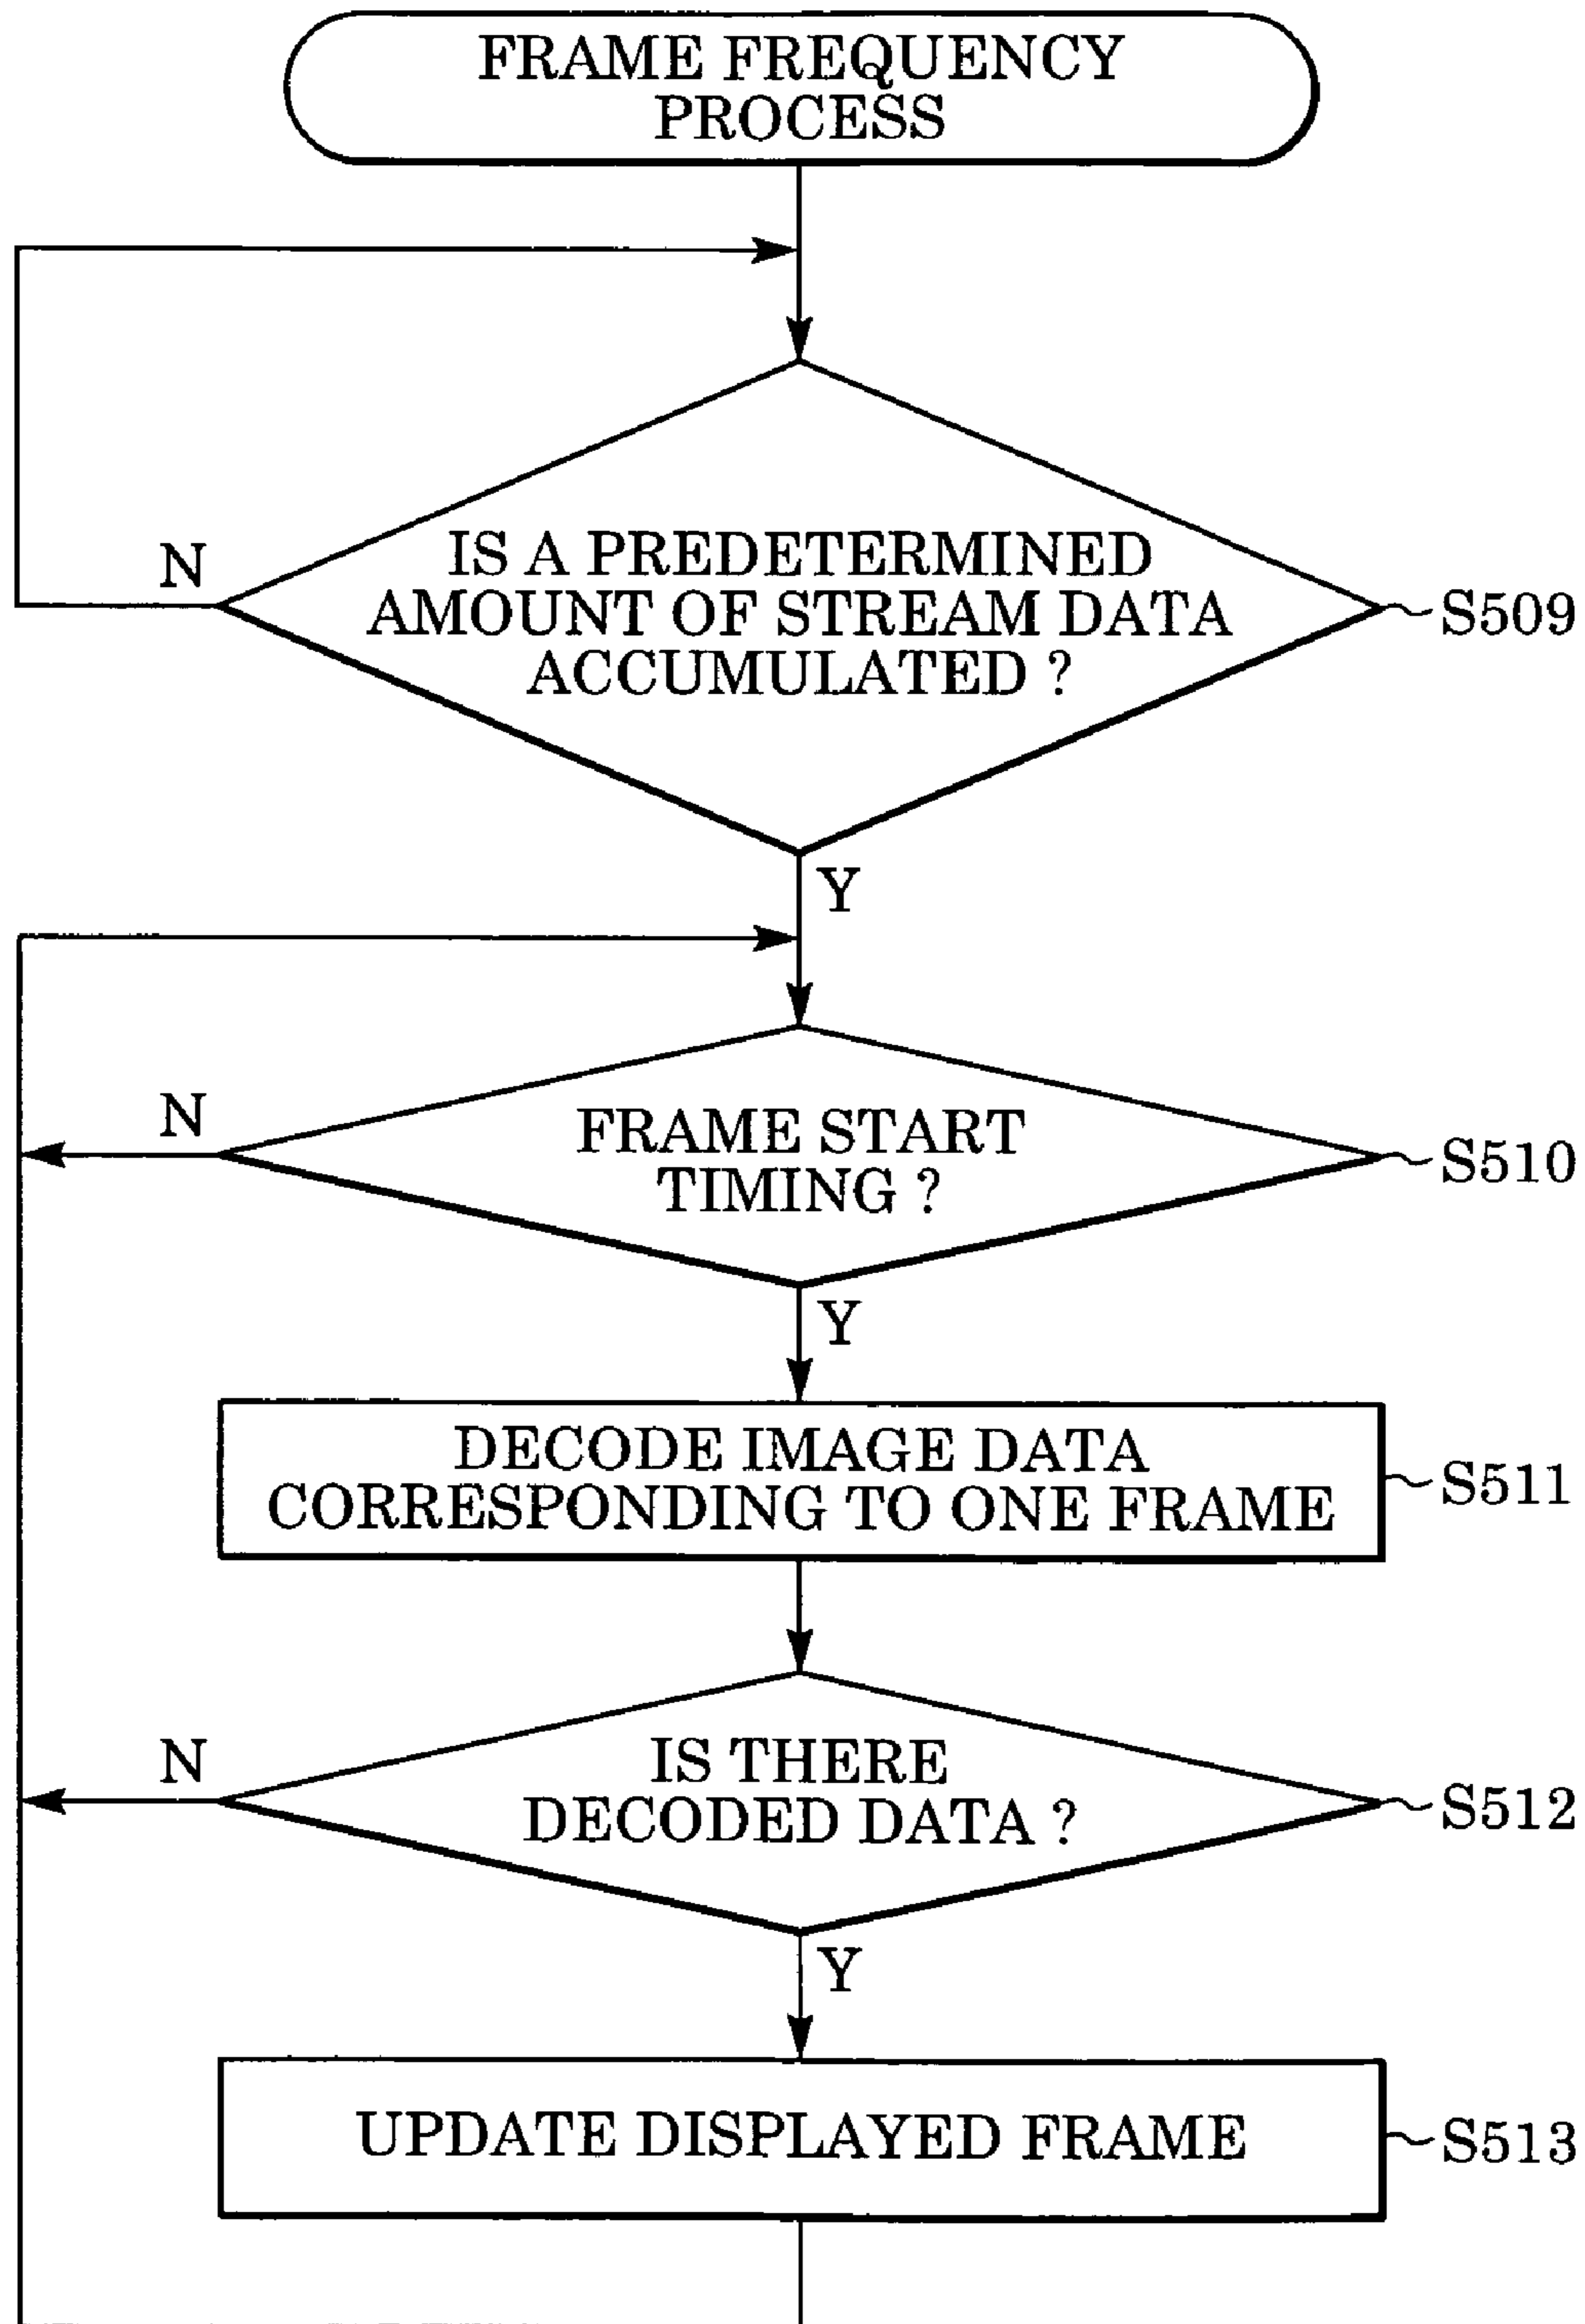 FRAME FREQUENCY
PROCESS
N
IS A PREDETERMINED
AMOUNT OF STREAM DATA
ACCUMULATED ?
S509
Y
N
FRAME START
TIMING ?
S510
Y
DECODE IMAGE DATA
CORRESPONDING TO ONE FRAME
S511
N
IS THERE
DECODED DATA ?
S512
Y
UPDATE DISPLAYED FRAME
S513